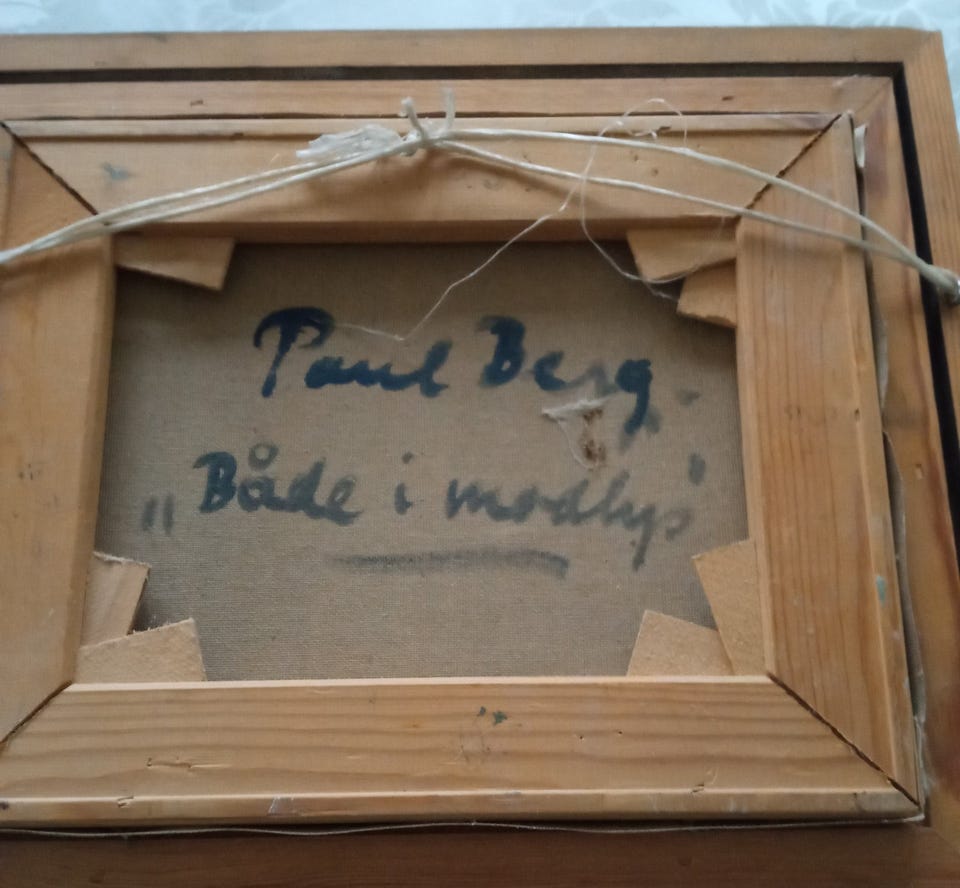 Paul Berg.
„Både i modlys"